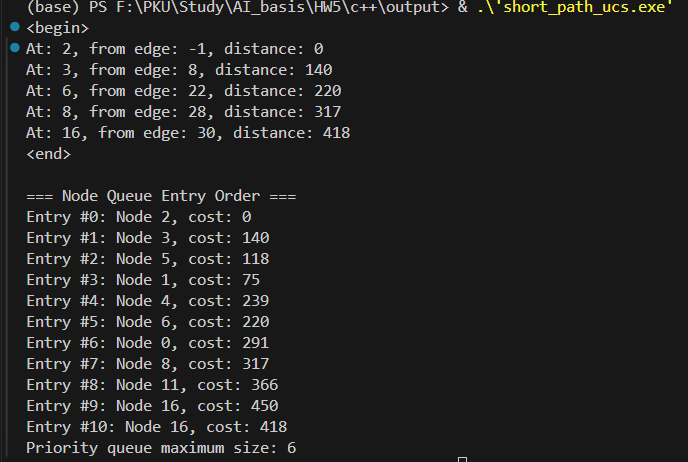 (base) PS F:\PKU\Study\AI_basis\HW5\c++\output> & .\'short_path_ucs.exe'
<begin>
At: 2, from edge: -1, distance: 0
At: 3, from edge: 8, distance: 140
At: 6, from edge: 22, distance: 220
At: 8, from edge: 28, distance: 317
At: 16, from edge: 30, distance: 418
<end>
=== Node Queue Entry Order ===
Entry #0: Node 2, cost: 0
Entry #1: Node 3, cost: 140
Entry #2: Node 5, cost: 118
Entry #3: Node 1, cost: 75
Entry #4: Node 4, cost: 239
Entry #5: Node 6, cost: 220
Entry #6: Node 0, cost: 291
Entry #7: Node 8, cost: 317
Entry #8: Node 11, cost: 366
Entry #9: Node 16, cost: 450
Entry #10: Node 16, cost: 418
Priority queue maximum size: 6